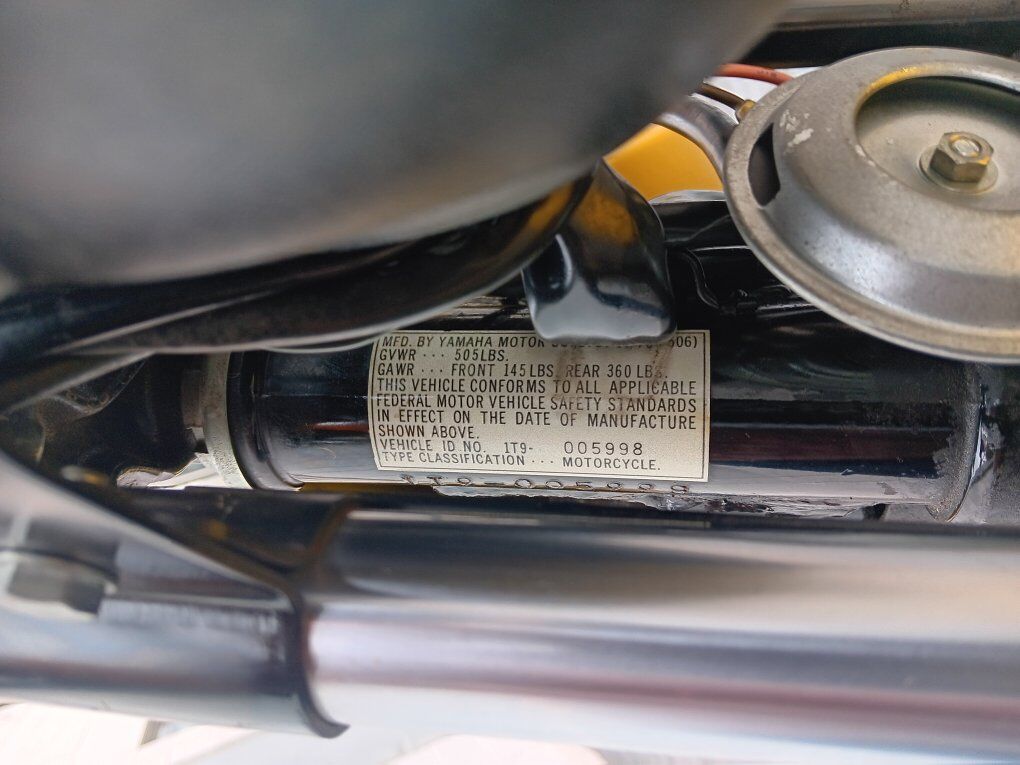 MFD. BY YAMAHA MOTOR
GVWR ··· 505LBS.
GAWR ··· FRONT 145 LBS. REAR 360 LBS.
THIS VEHICLE CONFORMS TO ALL APPLICABLE
FEDERAL MOTOR VEHICLE SAFETY STANDARDS
IN EFFECT ON THE DATE OF MANUFACTURE
SHOWN ABOVE.
VEHICLE ID NO. 1T9- 005998
TYPE CLASSIFICATION ··· MOTORCYCLE.